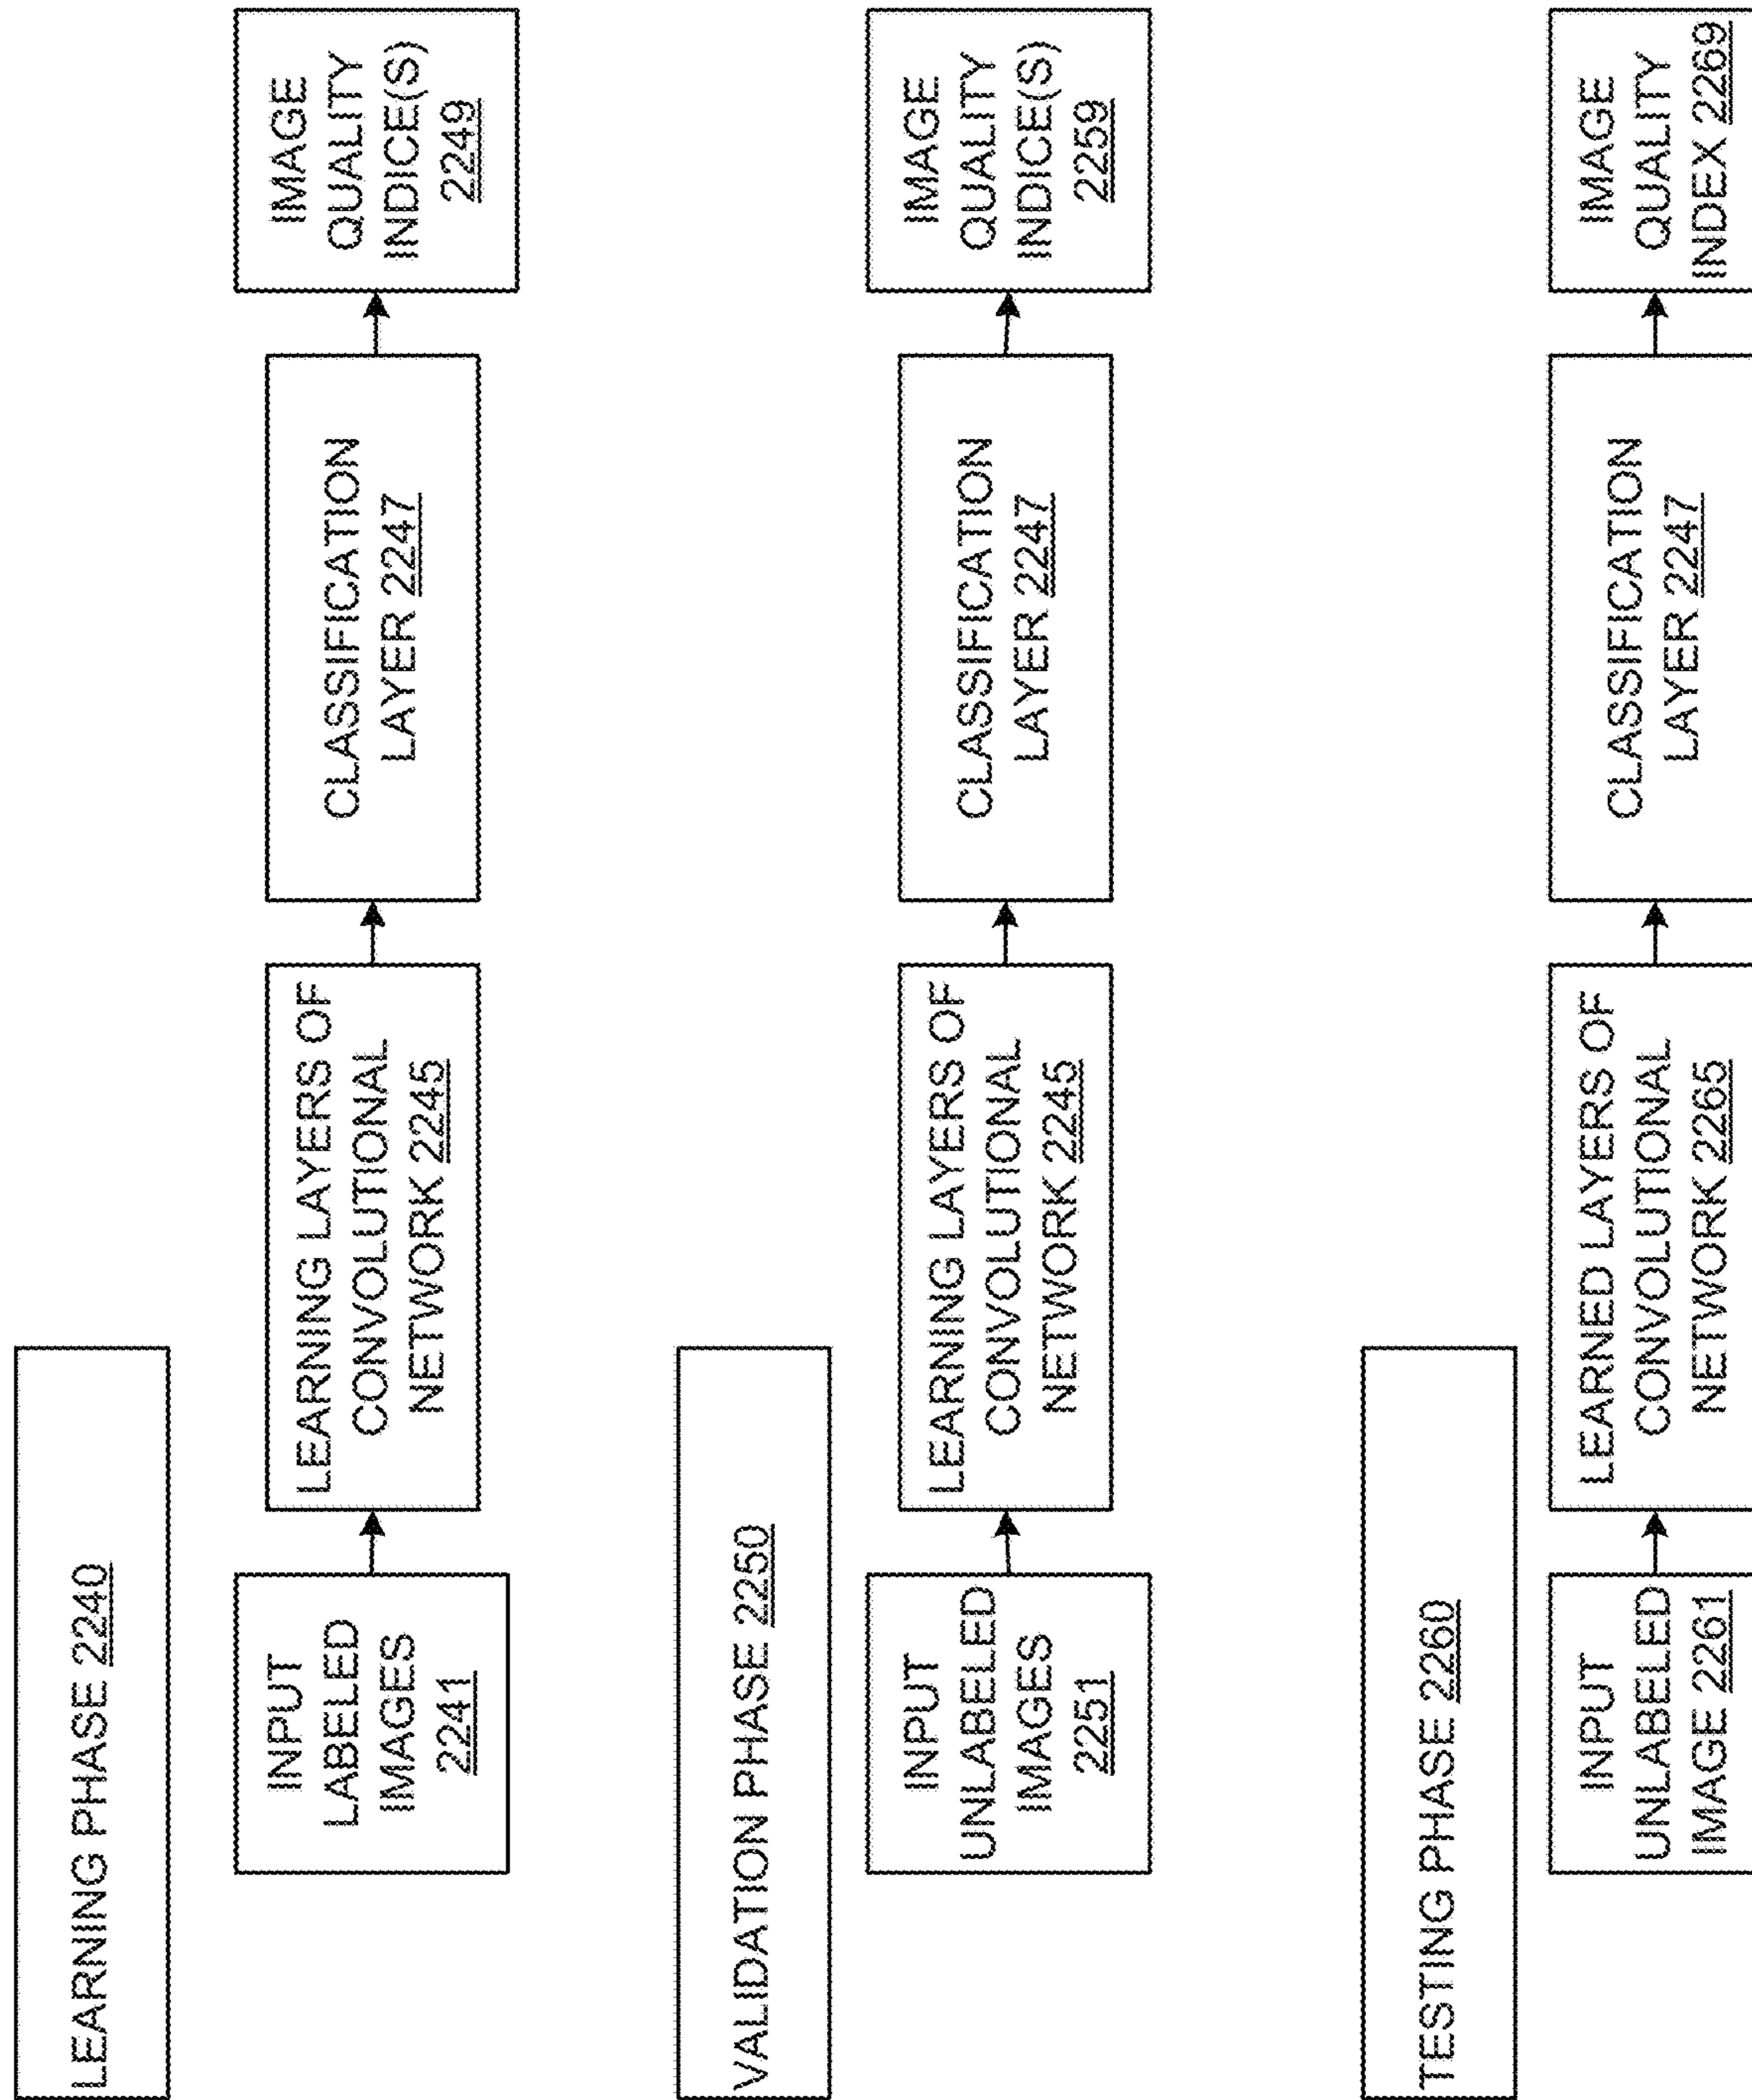 LEARNING PHASE 2240
INPUT
LABELED
IMAGES
2241
LEARNING LAYERS OF
CONVOLUTIONAL
NETWORK 2245
CLASSIFICATION
LAYER 2247
IMAGE
QUALITY
INDICE(S)
2249
VALIDATION PHASE 2250
INPUT
UNLABELED
IMAGES
2251
LEARNING LAYERS OF
CONVOLUTIONAL
NETWORK 2245
CLASSIFICATION
LAYER 2247
IMAGE
QUALITY
INDICE(S)
2259
TESTING PHASE 2260
INPUT
UNLABELED
IMAGE 2261
LEARNED LAYERS OF
CONVOLUTIONAL
NETWORK 2265
CLASSIFICATION
LAYER 2247
IMAGE
QUALITY
INDEX 2269